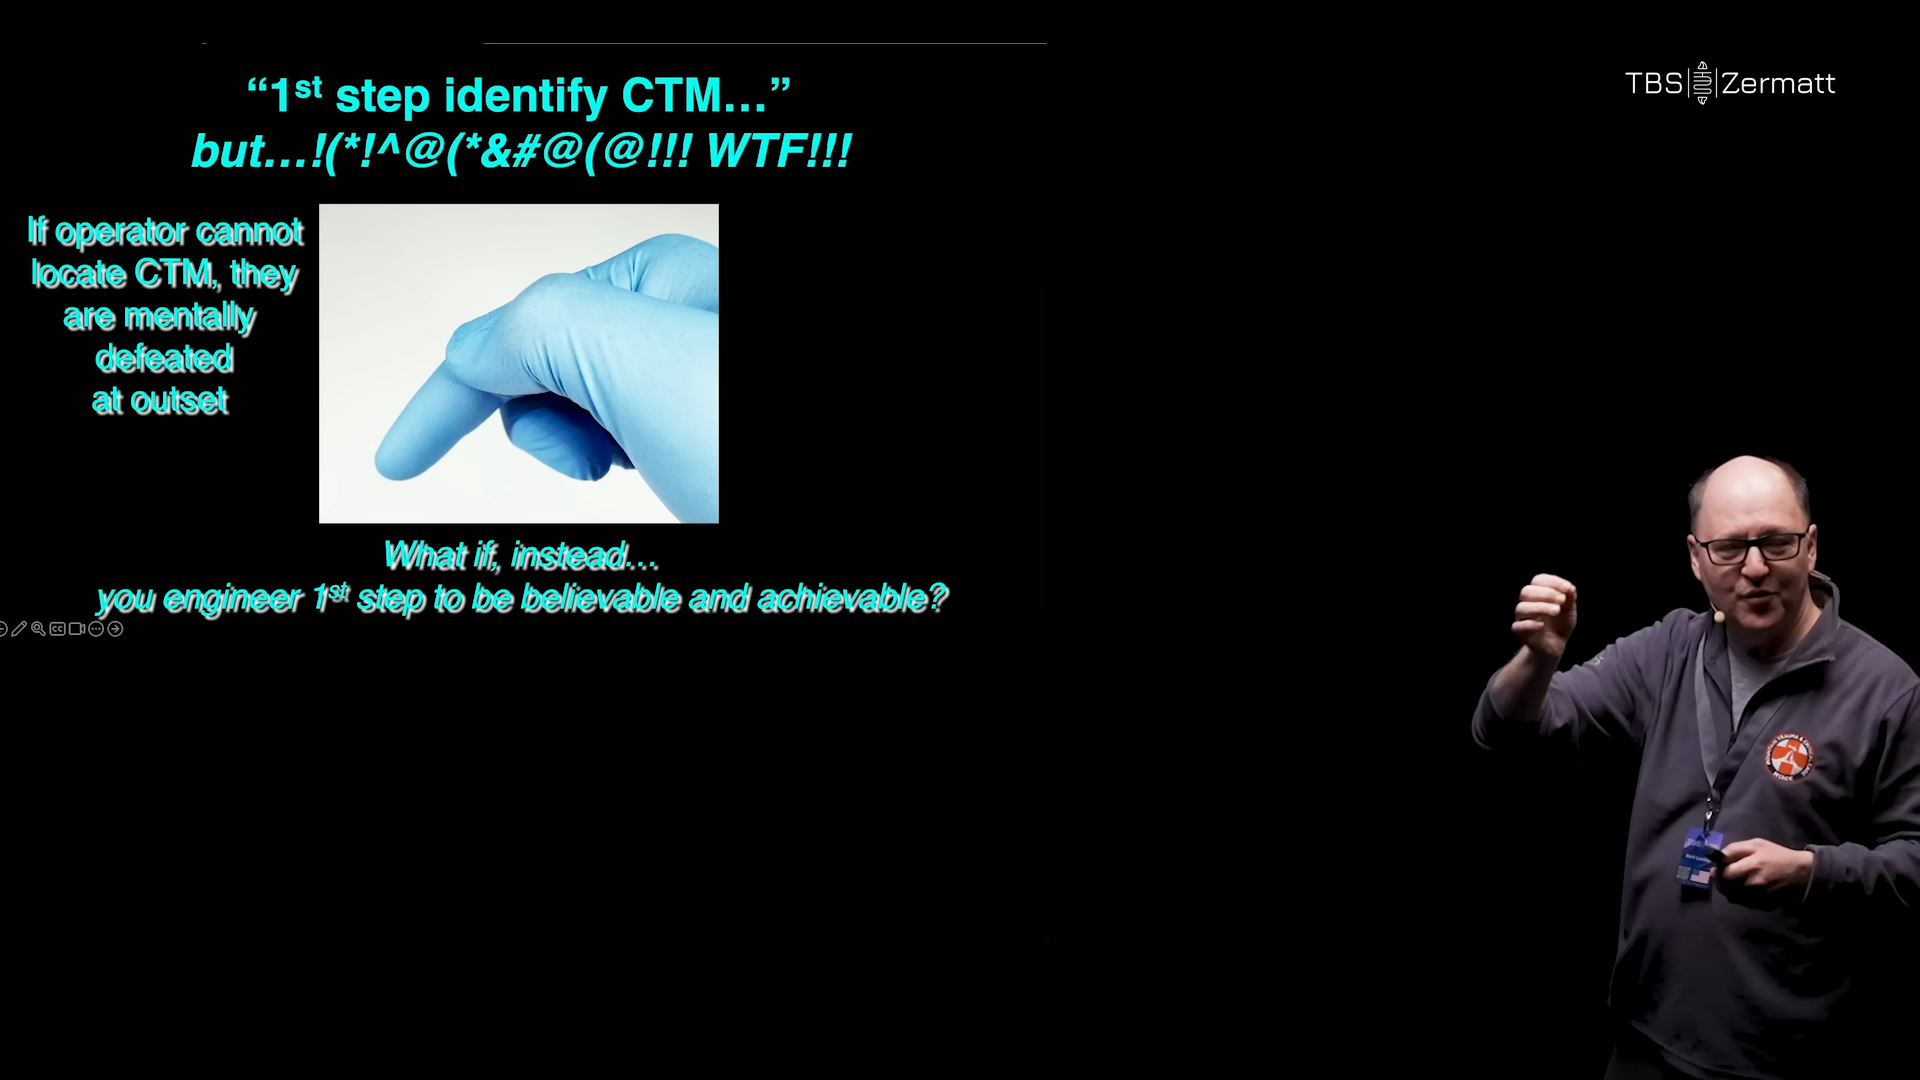 “1st step identify CTM...”
but...!(*!^@(*&#@(@!!! WTF!!!
If operator cannot
locate CTM, they
are mentally
defeated
at outset
What if, instead...
you engineer 1st step to be believable and achievable?
TBS Zermatt